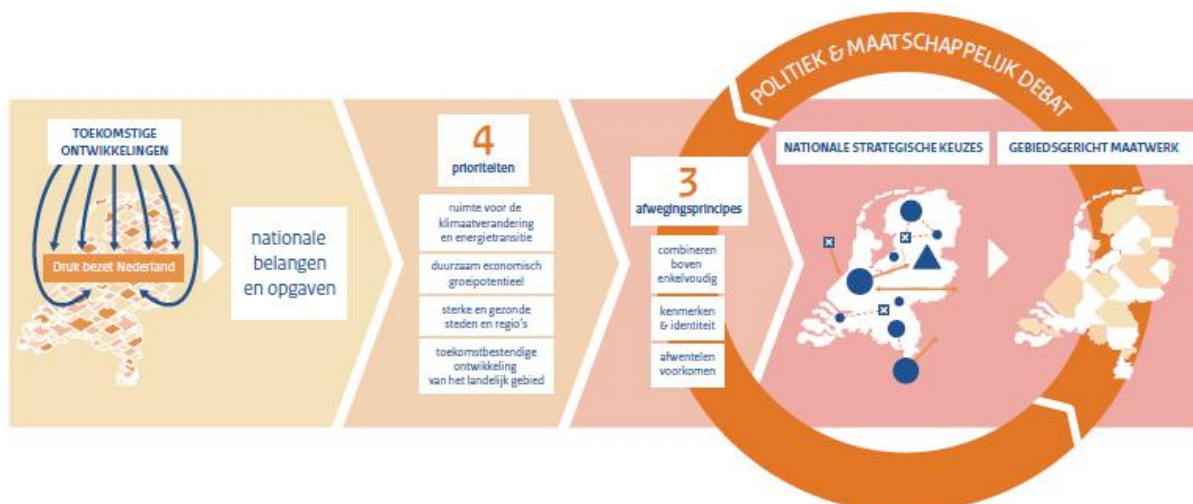 POLITIEK & MAATSCHAPPELIJK DEBAT
TOEKOMSTIGE
ONTWIKKELINGEN
Druk bezet Nederland
nationale
belangen
en opgaven
4
prioriteiten
ruimte voor de
klimaatverandering
en energietransitie
duurzaam economisch
groeipotentieel
sterke en gezonde
steden en regio's
toekomstbestendige
ontwikkeling
van het landelijk gebied
3
afwegingsprincipes
combineren
boven
enkelvoudig
kenmerken
& identiteit
afwentelen
voorkomen
NATIONALE STRATEGISCHE KEUZES
GEBIEDSGERICHT MAATWERK